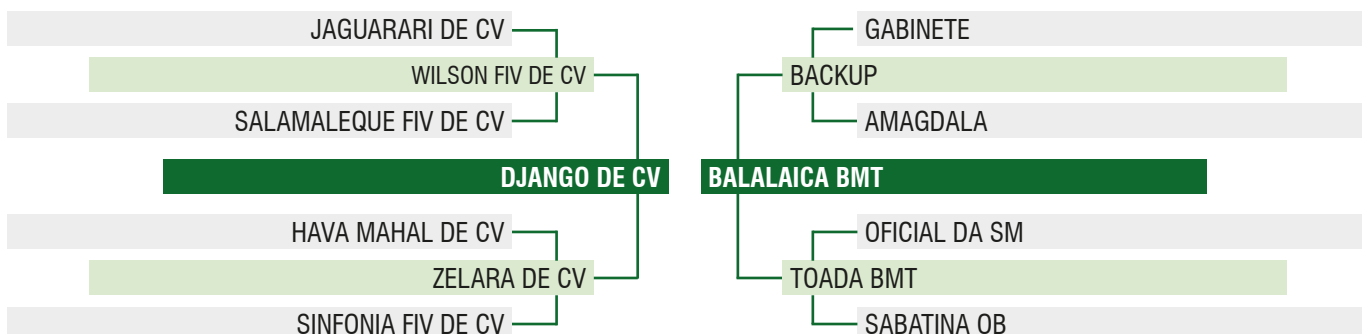 JAGUARARI DE CV
GABINETE
WILSON FIV DE CV
BACKUP
SALAMALEQUE FIV DE CV
AMAGDALA
DJANGO DE CV
BALALAICA BMT
HAVA MAHAL DE CV
OFICIAL DA SM
ZELARA DE CV
TOADA BMT
SINFONIA FIV DE CV
SABATINA OB